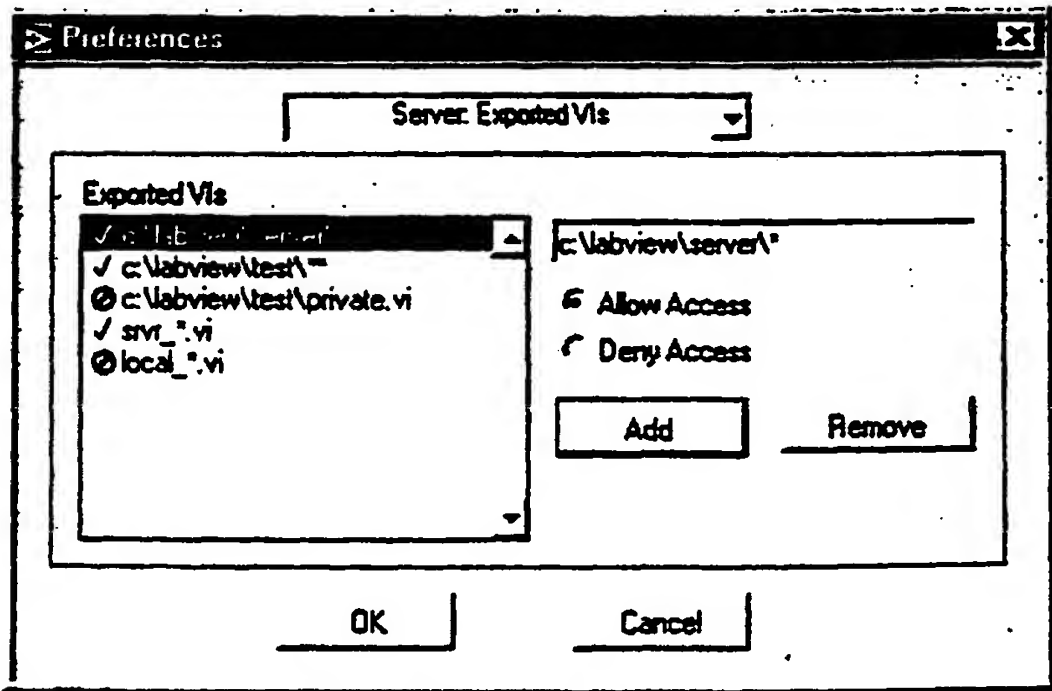 Preferences
Server: Exported VIs
Exported VIs
✓ c:\labview\test\**
⊘ c:\labview\test\private.vi
✓ srvr_*.vi
⊘ local_*.vi
c:\labview\server\*
Allow Access
Deny Access
Add
Remove
OK
Cancel